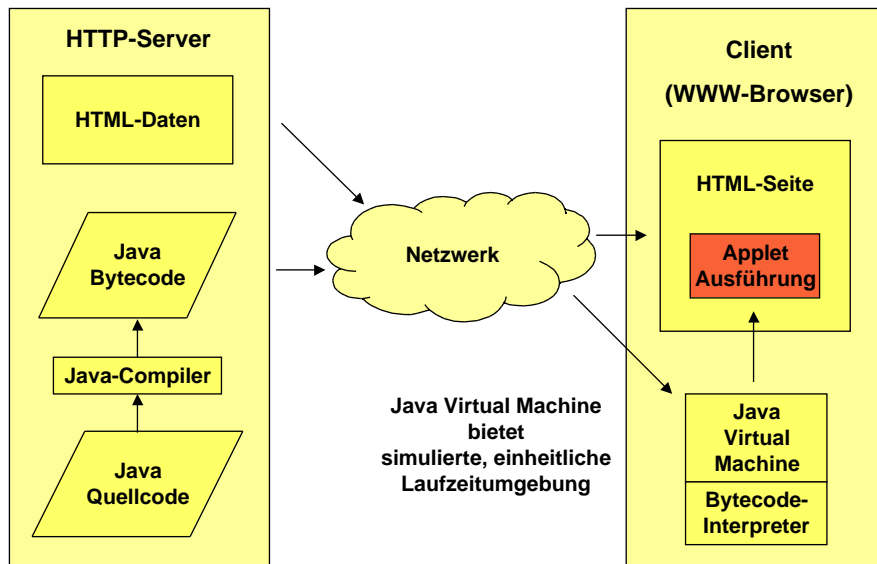 HTTP-Server
HTML-Daten
Java
Bytecode
Java-Compiler
Java
Quellcode
Netzwerk
Java Virtual Machine
bietet
simulierte, einheitliche
Laufzeitumgebung
Client
(WWW-Browser)
HTML-Seite
Applet
Ausführung
Java
Virtual
Machine
Bytecode-
Interpreter